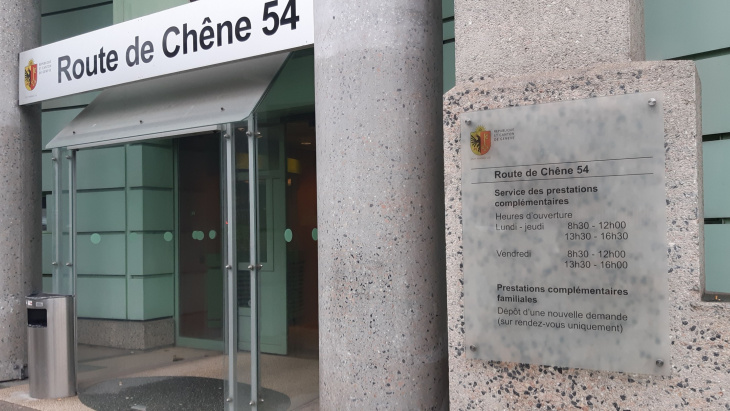 Route de Chêne 54
Route de Chêne 54
Service des prestations
complémentaires
Heures d'ouverture
Lundi - jeudi 8h30 - 12h00
13h30 - 16h30
Vendredi 8h30 - 12h00
13h30 - 16h00
Prestations complémentaires
familiales
Dépôt d'une nouvelle demande
(sur rendez-vous uniquement)